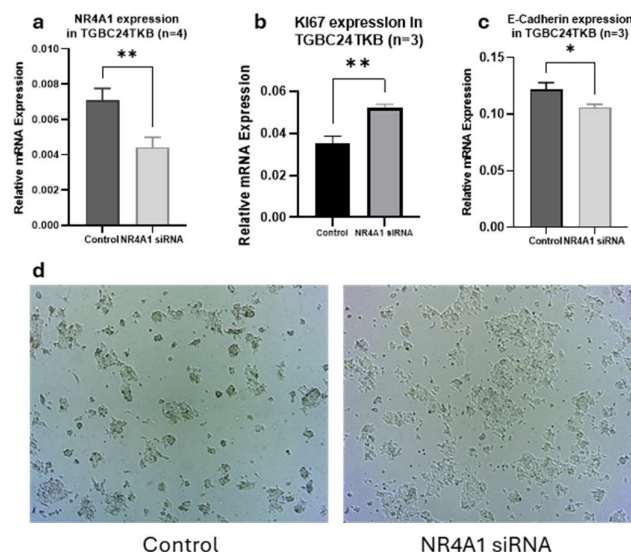 a
NR4A1 expression
in TGBC24TKB (n=4)
Relative mRNA Expression
0.010
0.008
0.006
0.004
0.002
0.000
**
Control NR4A1 siRNA
b
KI67 expression in
TGBC24TKB (n=3)
Relative mRNA Expression
0.06
0.04
0.02
0.00
**
Control NR4A1 siRNA
c
E-Cadherin expression
in TGBC24TKB (n=3)
Relative mRNA Expression
0.15
0.10
0.05
0.00
*
Control NR4A1 siRNA
d
Control
NR4A1 siRNA